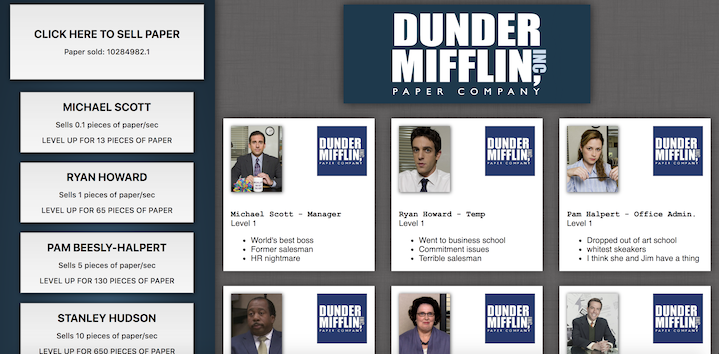 CLICK HERE TO SELL PAPER
Paper sold: 10284982.1
MICHAEL SCOTT
Sells 0.1 pieces of paper/sec
LEVEL UP FOR 13 PIECES OF PAPER
RYAN HOWARD
Sells 1 pieces of paper/sec
LEVEL UP FOR 65 PIECES OF PAPER
PAM BEESLY-HALPERT
Sells 5 pieces of paper/sec
LEVEL UP FOR 130 PIECES OF PAPER
STANLEY HUDSON
Sells 10 pieces of paper/sec
LEVEL UP FOR 650 PIECES OF PAPER
DUNDER
MIFFLIN, INC.
PAPER COMPANY
DUNDER
MIFFLIN, INC.
PAPER COMPANY
Michael Scott - Manager
Level 1
World's best boss
Former salesman
HR nightmare
DUNDER
MIFFLIN, INC.
PAPER COMPANY
Ryan Howard - Temp
Level 1
Went to business school
Commitment issues
Terrible salesman
DUNDER
MIFFLIN, INC.
PAPER COMPANY
Pam Halpert - Office Admin.
Level 1
Dropped out of art school
whitest skeakers
I think she and Jim have a thing
DUNDER
MIFFLIN, INC.
PAPER COMPANY
DUNDER
MIFFLIN, INC.
PAPER COMPANY
DUNDER
MIFFLIN, INC.
PAPER COMPANY